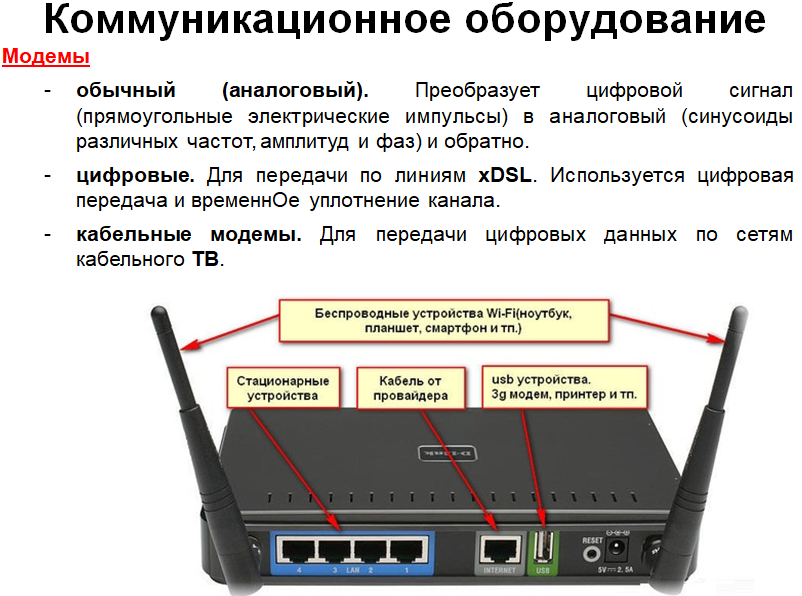 Коммуникационное оборудование
Модемы
- обычный (аналоговый). Преобразует цифровой сигнал
(прямоугольные электрические импульсы) в аналоговый (синусоиды
различных частот, амплитуд и фаз) и обратно.
- цифровые. Для передачи по линиям xDSL. Используется цифровая
передача и временнОе уплотнение канала.
- кабельные модемы. Для передачи цифровых данных по сетям
кабельного ТВ.
Беспроводные устройства Wi-Fi(ноутбук,
планшет, смартфон и тп.)
Стационарные
устройства
Кабель от
провайдера
usb устройства.
3g модем, принтер и тп.
D-Link
RESET
4 3 LAN 2 1
INTERNET
USB
5V 2.5A